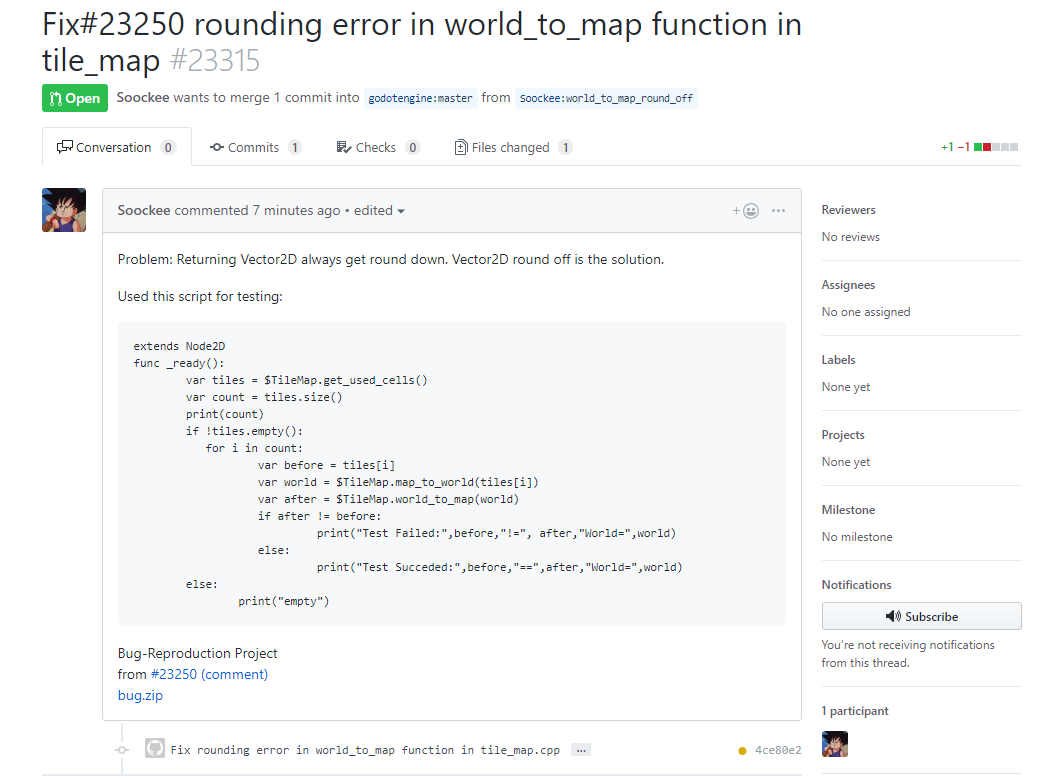 Fix#23250 rounding error in world_to_map function in
tile_map #23315
Open Soockee wants to merge 1 commit into godotengine:master from Soockee:world_to_map_round_off
Conversation 0 Commits 1 Checks 0 Files changed 1 +1 −1
Soockee commented 7 minutes ago • edited
Problem: Returning Vector2D always get round down. Vector2D round off is the solution.
Used this script for testing:
extends Node2D
func _ready():
var tiles = $TileMap.get_used_cells()
var count = tiles.size()
print(count)
if !tiles.empty():
for i in count:
var before = tiles[i]
var world = $TileMap.map_to_world(tiles[i])
var after = $TileMap.world_to_map(world)
if after != before:
print("Test Failed:",before,"!=", after,"World=",world)
else:
print("Test Succeded:",before,"==",after,"World=",world)
else:
print("empty")
Bug-Reproduction Project
from #23250 (comment)
bug.zip
Fix rounding error in world_to_map function in tile_map.cpp ... 4ce80e2
Reviewers
No reviews
Assignees
No one assigned
Labels
None yet
Projects
None yet
Milestone
No milestone
Notifications
Subscribe
You're not receiving notifications
from this thread.
1 participant